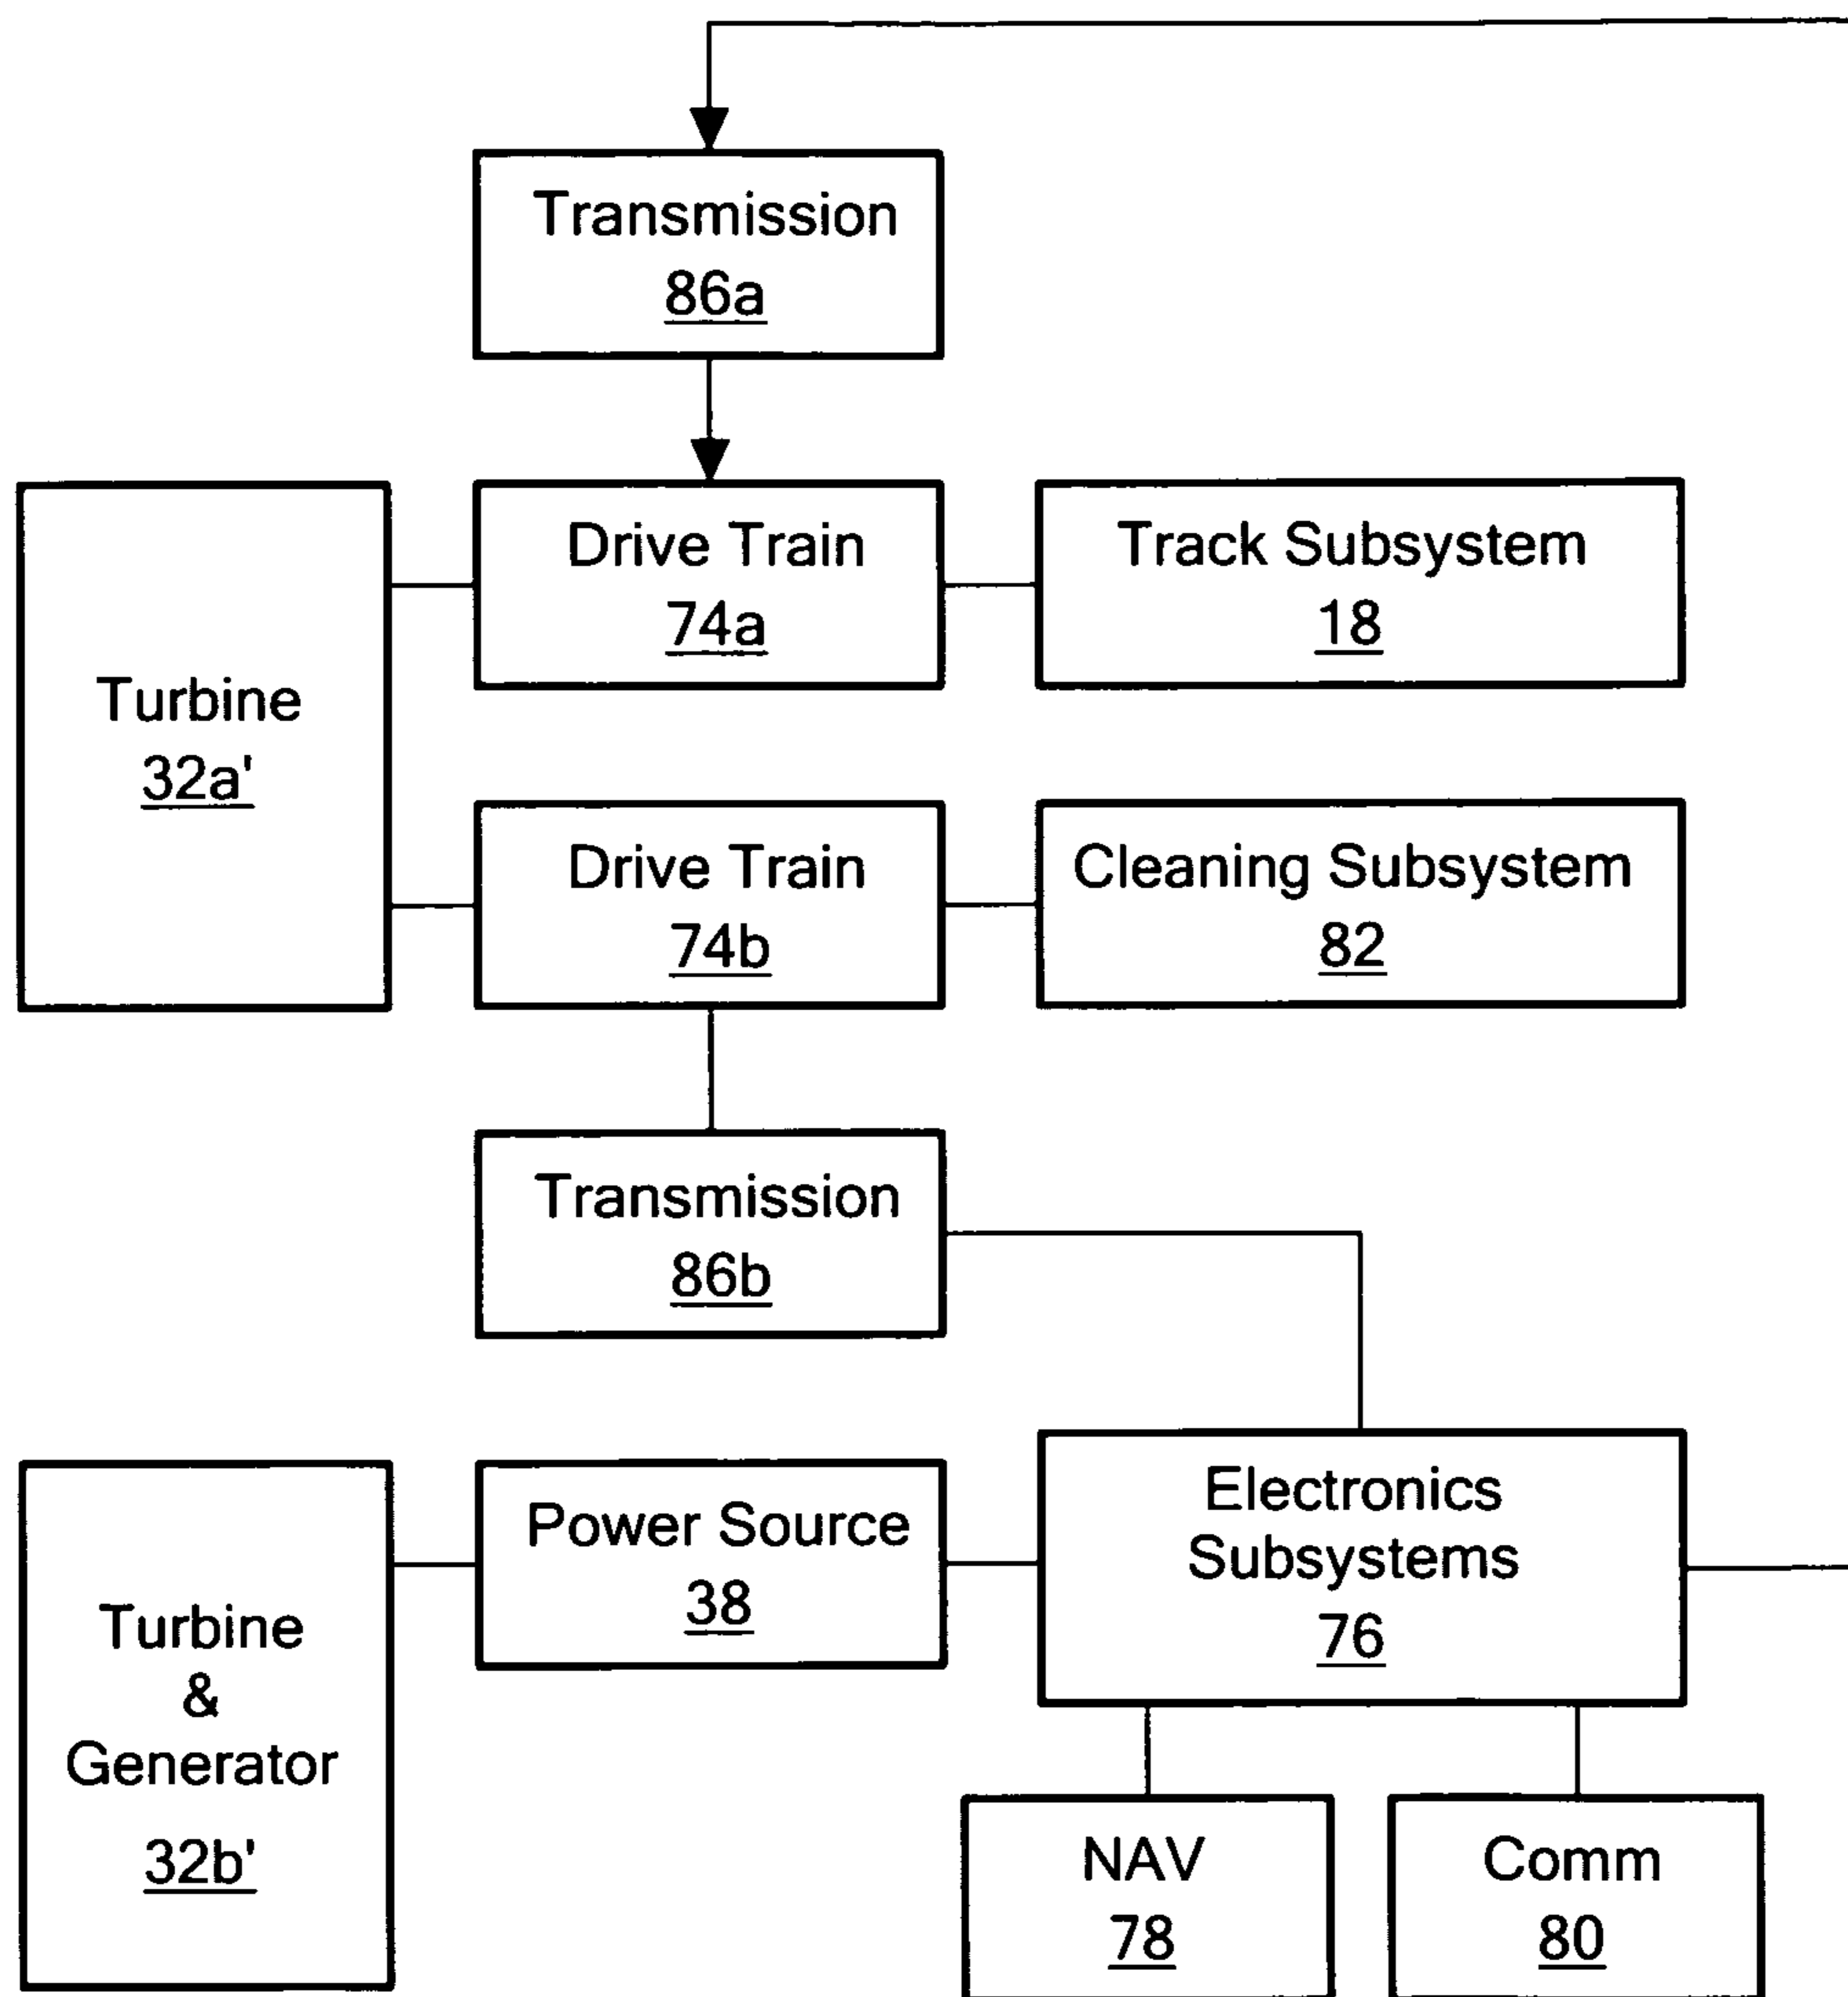 Transmission
86a
Drive Train
74a
Track Subsystem
18
Turbine
32a'
Drive Train
74b
Cleaning Subsystem
82
Transmission
86b
Electronics
Subsystems
76
Power Source
38
Turbine
&
Generator
32b'
NAV
78
Comm
80